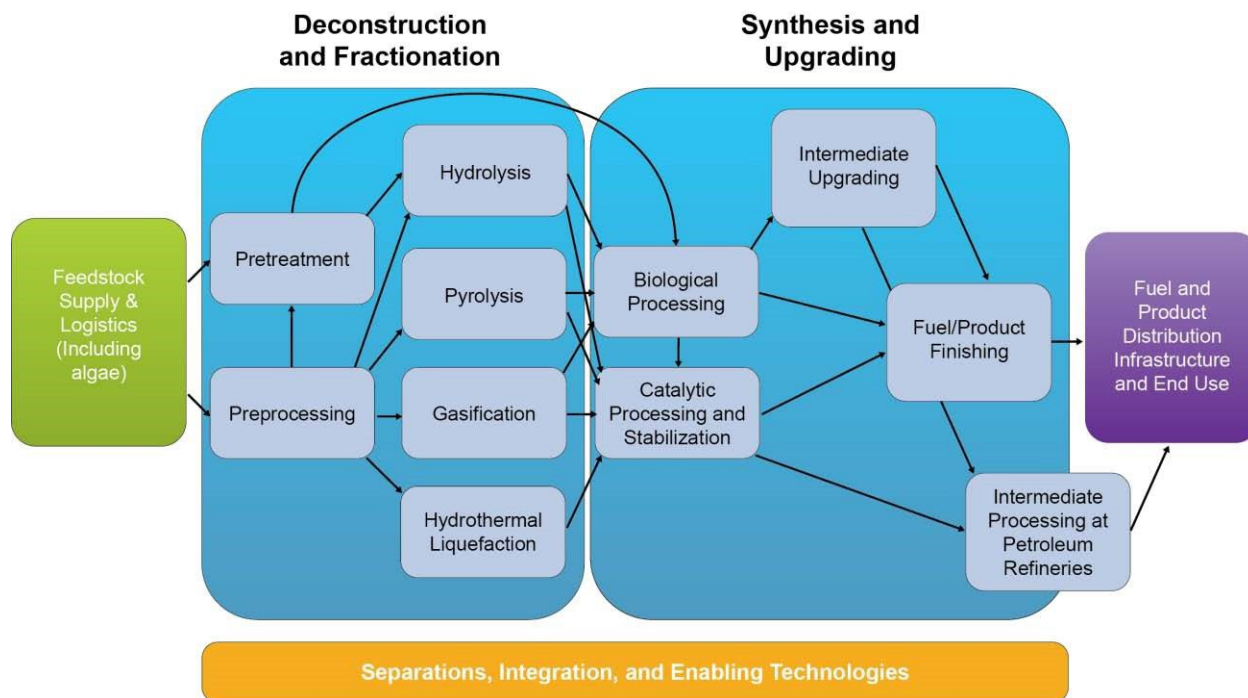 Deconstruction
and Fractionation
Synthesis and
Upgrading
Feedstock
Supply &
Logistics
(Including
algae)
Pretreatment
Preprocessing
Hydrolysis
Pyrolysis
Gasification
Hydrothermal
Liquefaction
Biological
Processing
Catalytic
Processing and
Stabilization
Intermediate
Upgrading
Fuel/Product
Finishing
Intermediate
Processing at
Petroleum
Refineries
Fuel and
Product
Distribution
Infrastructure
and End Use
Separations, Integration, and Enabling Technologies